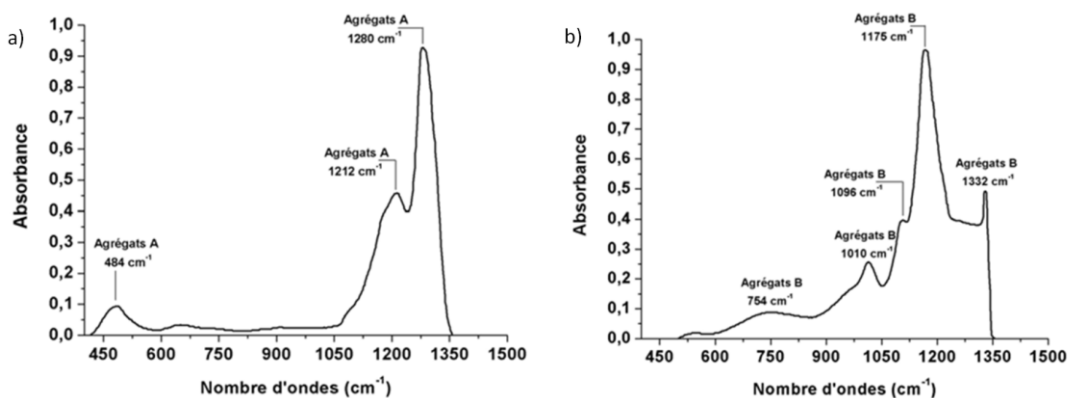 a)
Agrégats A
1280 cm⁻¹
Agrégats A
1212 cm⁻¹
Agrégats A
484 cm⁻¹
Absorbance
1,0
0,9
0,8
0,7
0,6
0,5
0,4
0,3
0,2
0,1
0,0
450 600 750 900 1050 1200 1350 1500
Nombre d'ondes (cm⁻¹)
b)
Agrégats B
1175 cm⁻¹
Agrégats B
1096 cm⁻¹
Agrégats B
1332 cm⁻¹
Agrégats B
1010 cm⁻¹
Agrégats B
754 cm⁻¹
Absorbance
1,0
0,9
0,8
0,7
0,6
0,5
0,4
0,3
0,2
0,1
0,0
450 600 750 900 1050 1200 1350 1500
Nombre d'ondes (cm⁻¹)